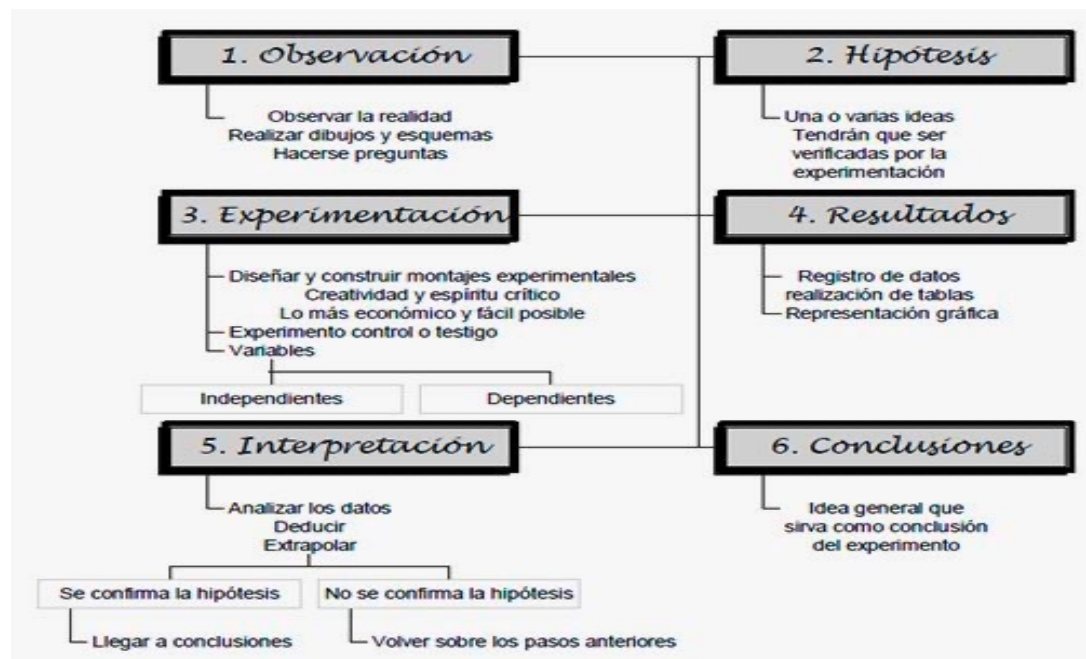 1. Observación
Observar la realidad
Realizar dibujos y esquemas
Hacerse preguntas
2. Hipótesis
Una o varias ideas
Tendrán que ser
verificadas por la
experimentación
3. Experimentación
Diseñar y construir montajes experimentales
Creatividad y espíritu crítico
Lo más económico y fácil posible
Experimento control o testigo
Variables
Independientes
Dependientes
4. Resultados
Registro de datos
realización de tablas
Representación gráfica
5. Interpretación
Analizar los datos
Deducir
Extrapolar
Se confirma la hipótesis
No se confirma la hipótesis
Llegar a conclusiones
Volver sobre los pasos anteriores
6. Conclusiones
Idea general que
sirva como conclusión
del experimento